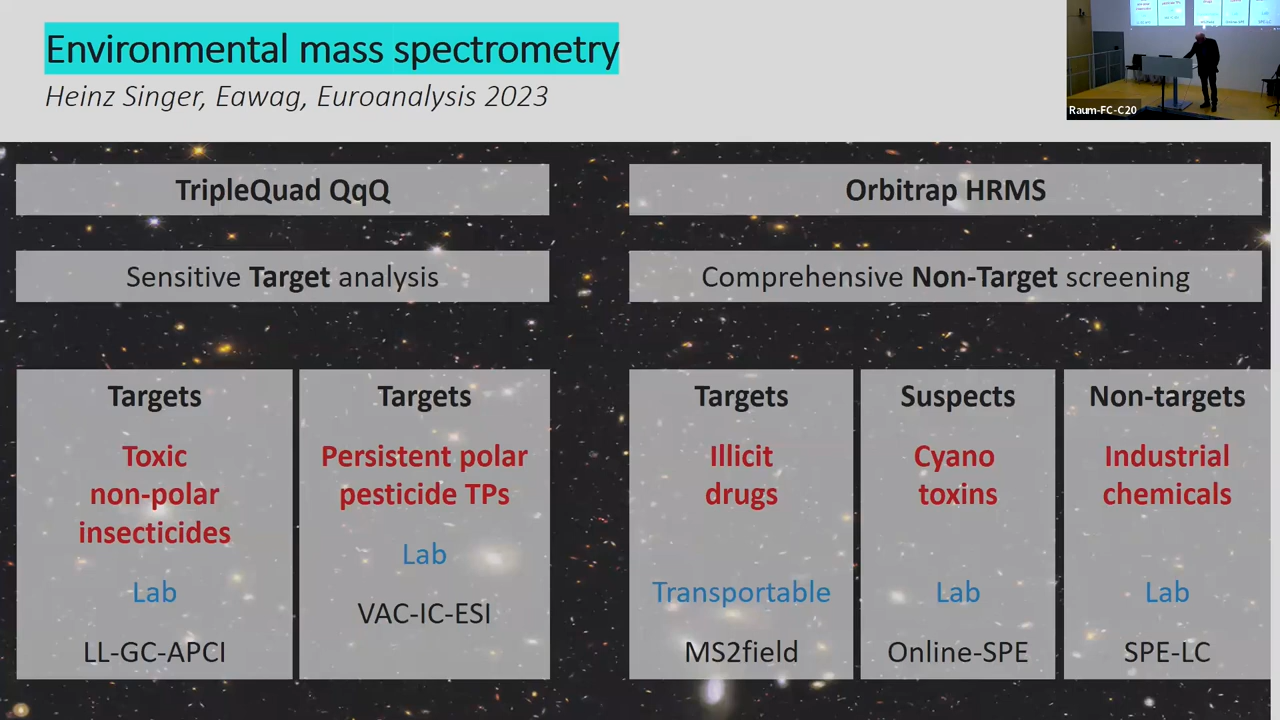 Environmental mass spectrometry
Heinz Singer, Eawag, Euroanalysis 2023
Raum-FC-C20
TripleQuad QqQ
Sensitive Target analysis
Targets
Toxic
non-polar
insecticides
Lab
LL-GC-APCI
Targets
Persistent polar
pesticide TPs
Lab
VAC-IC-ESI
Orbitrap HRMS
Comprehensive Non-Target screening
Targets
Illicit
drugs
Transportable
MS2field
Suspects
Cyano
toxins
Lab
Online-SPE
Non-targets
Industrial
chemicals
Lab
SPE-LC